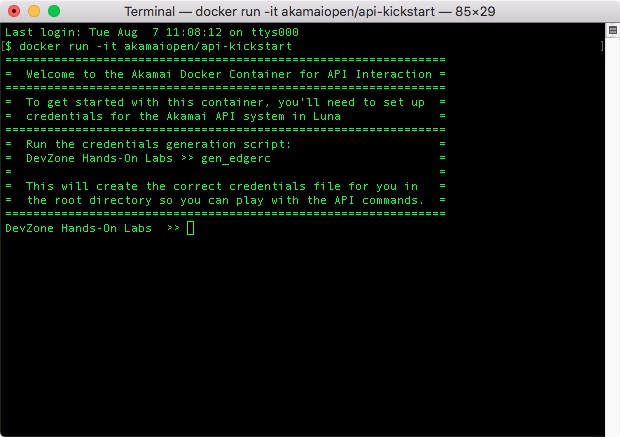 Terminal — docker run -it akamaiopen/api-kickstart — 85×29
Last login: Tue Aug  7 11:08:12 on ttys000
[$ docker run -it akamaiopen/api-kickstart ]
===============================================================
=  Welcome to the Akamai Docker Container for API Interaction =
===============================================================
=  To get started with this container, you'll need to set up  =
=  credentials for the Akamai API system in Luna              =
===============================================================
=  Run the credentials generation script:                     =
=  DevZone Hands-On Labs >> gen_edgerc                        =
=                                                             =
=  This will create the correct credentials file for you in   =
=  the root directory so you can play with the API commands.  =
===============================================================
DevZone Hands-On Labs  >>